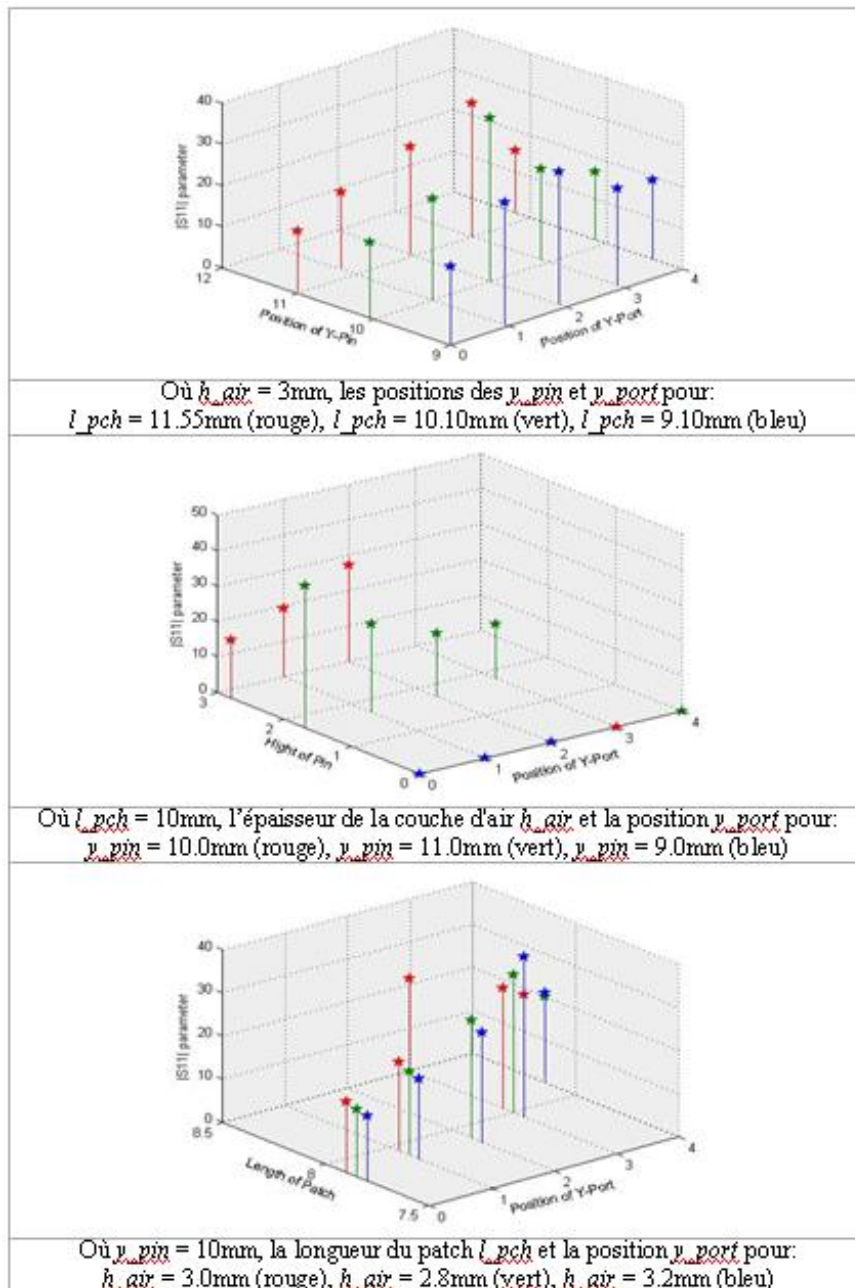 40
30
20
10
0
|S11| parameter
12
11
10
9
Position of Y-Pin
0
1
2
3
4
Position of Y-Port
Où h_air = 3mm, les positions des y_pin et y_port pour:
l_pch = 11.55mm (rouge), l_pch = 10.10mm (vert), l_pch = 9.10mm (bleu)
50
40
30
20
10
0
|S11| parameter
3
2
1
0
Hight of Pin
0
1
2
3
4
Position of Y-Port
Où l_pch = 10mm, l'épaisseur de la couche d'air h_air et la position y_port pour:
y_pin = 10.0mm (rouge), y_pin = 11.0mm (vert), y_pin = 9.0mm (bleu)
40
30
20
10
0
|S11| parameter
8.5
8
7.5
Length of Patch
0
1
2
3
4
Position of Y-Port
Où y_pin = 10mm, la longueur du patch l_pch et la position y_port pour:
h_air = 3.0mm (rouge), h_air = 2.8mm (vert), h_air = 3.2mm (bleu)